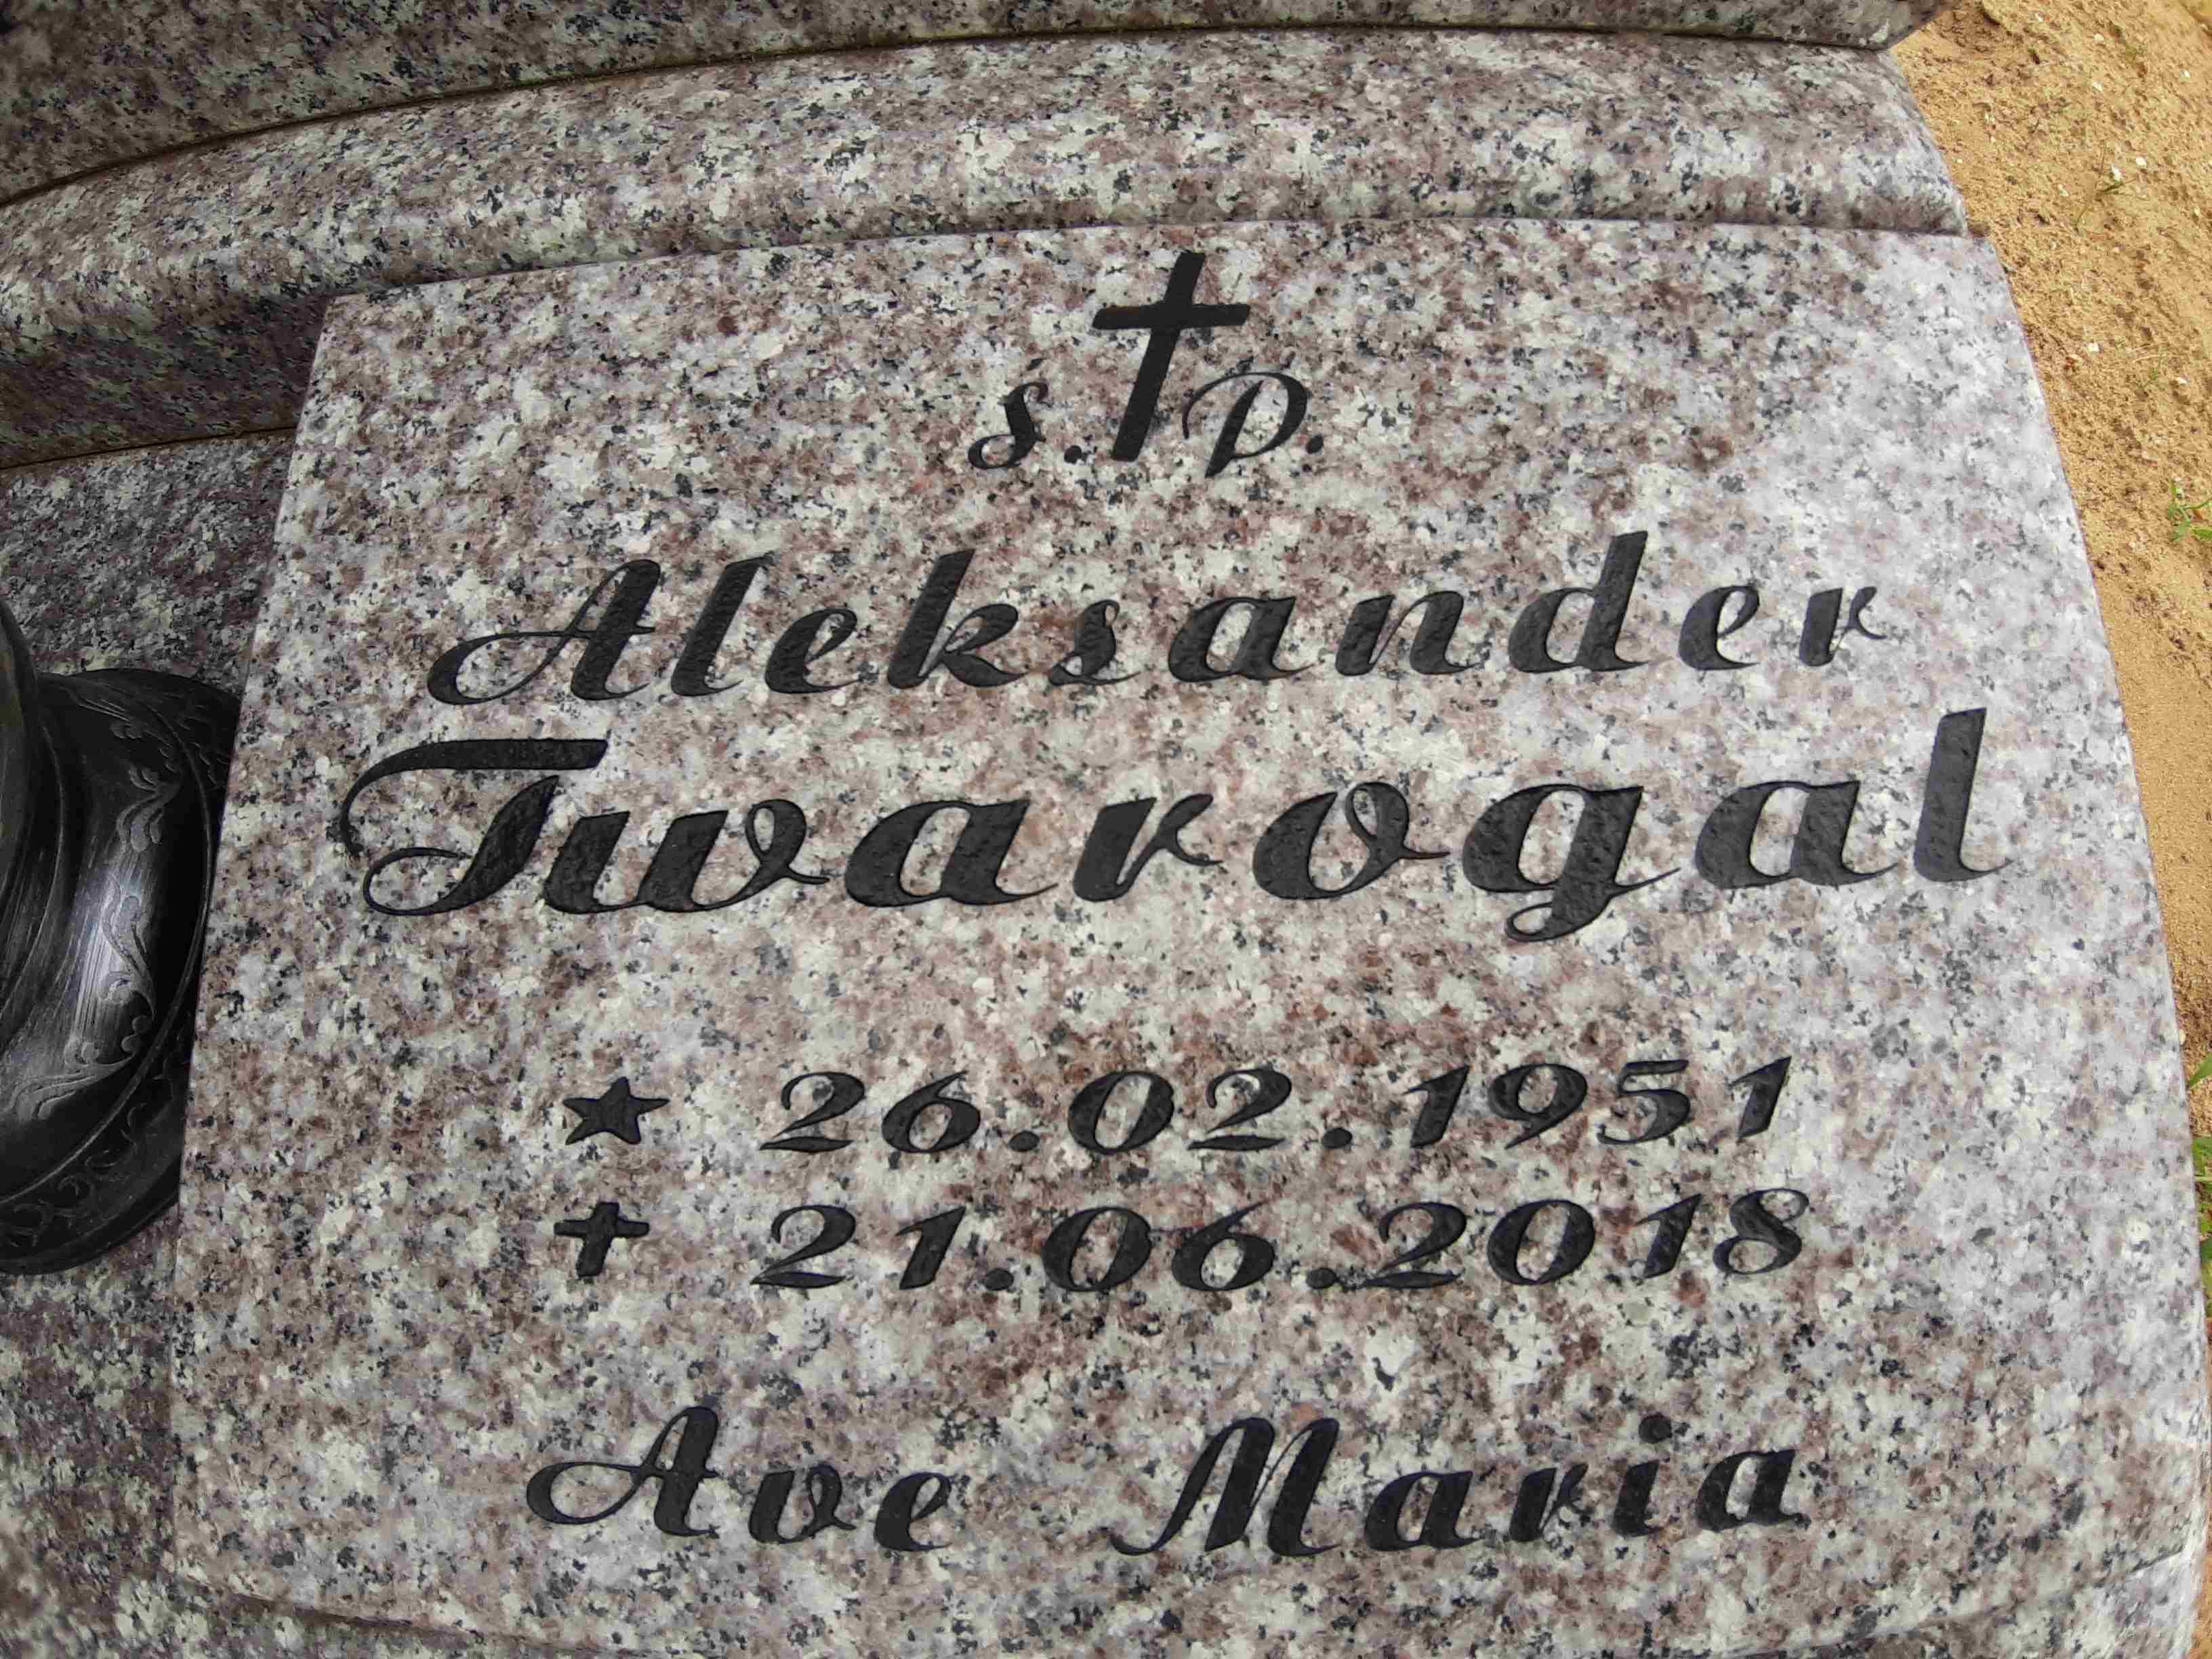 ś. † p.
Aleksander
Twarogal
★ 26.02.1951
✝ 21.06.2018
Ave Maria